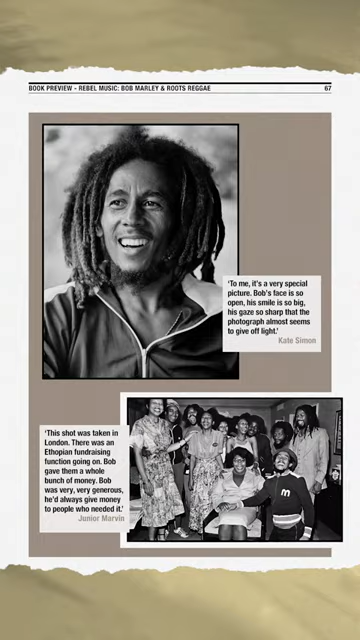 BOOK PREVIEW - REBEL MUSIC: BOB MARLEY & ROOTS REGGAE 67
'To me, it's a very special
picture. Bob's face is so
open, his smile is so big,
his gaze so sharp that the
photograph almost seems
to give off light.'
Kate Simon
'This shot was taken in
London. There was an
Ethopian fundraising
function going on. Bob
gave them a whole
bunch of money. Bob
was very, very generous,
he'd always give money
to people who needed it.'
Junior Marvin
m